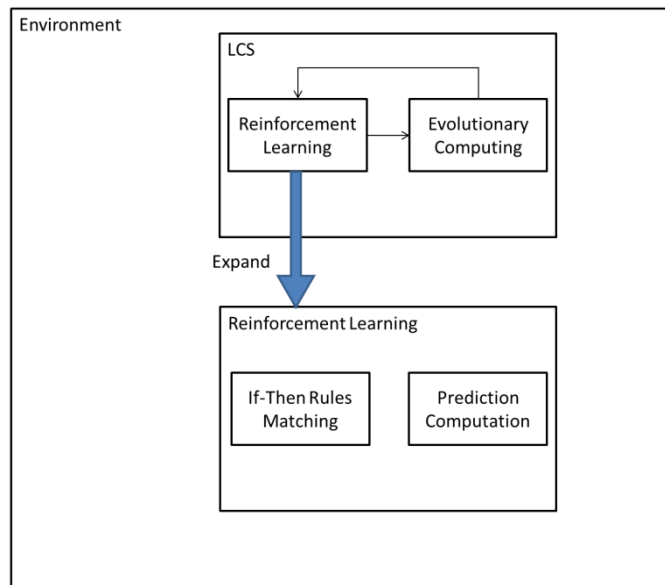 Environment
LCS
Reinforcement
Learning
Evolutionary
Computing
Expand
Reinforcement Learning
If-Then Rules
Matching
Prediction
Computation